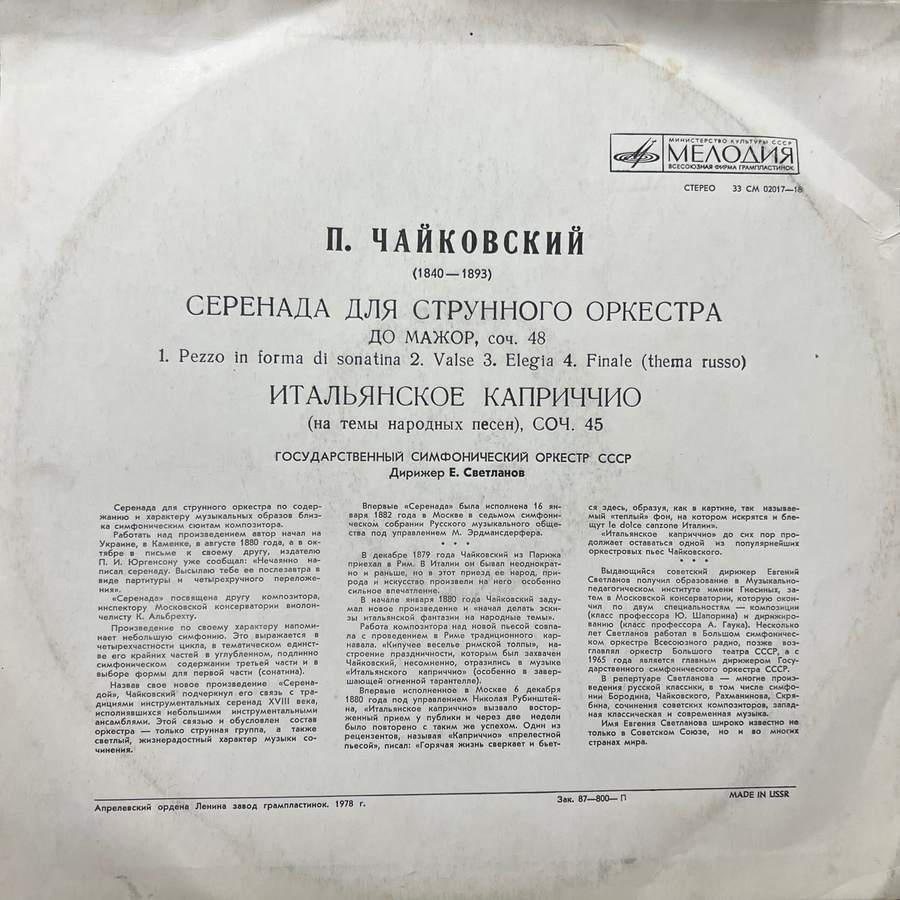 МИНИСТЕРСТВО КУЛЬТУРЫ СССР
МЕЛОДИЯ
ВСЕСОЮЗНАЯ ФИРМА ГРАМПЛАСТИНОК
СТЕРЕО 33 СМ 02017—18
П. ЧАЙКОВСКИЙ
(1840—1893)
СЕРЕНАДА ДЛЯ СТРУННОГО ОРКЕСТРА
ДО МАЖОР, соч. 48
1. Pezzo in forma di sonatina 2. Valse 3. Elegia 4. Finale (thema russo)
ИТАЛЬЯНСКОЕ КАПРИЧЧИО
(на темы народных песен), СОЧ. 45
ГОСУДАРСТВЕННЫЙ СИМФОНИЧЕСКИЙ ОРКЕСТР СССР
Дирижер Е. Светланов
Серенада для струнного оркестра по содер-
жанию и характеру музыкальных образов близ-
ка симфоническим сюитам композитора.
Работать над произведением автор начал на
Украине, в Каменке, в августе 1880 года, а в ок-
тябре в письме к своему другу, издателю
П. И. Юргенсону уже сообщал: «Нечаянно на-
писал серенаду. Высылаю тебе ее послезавтра в
виде партитуры и четырехручного переложе-
ния».
«Серенада» посвящена другу композитора,
инспектору Московской консерватории виолон-
челисту К. Альбрехту.
Произведение по своему характеру напоми-
нает небольшую симфонию. Это выражается в
четырехчастности цикла, в тематическом единст-
ве его крайних частей в углубленном, подлинно
симфоническом содержании третьей части и в
выборе формы для первой части (сонатина).
Назвав свое новое произведение «Серена-
дой», Чайковский подчеркнул его связь с тра-
дициями инструментальных серенад XVIII века,
исполнявшихся небольшими инструментальными
ансамблями. Этой связью и обусловлен состав
оркестра — только струнная группа, а также
светлый, жизнерадостный характер музыки со-
чинения.
Впервые «Серенада» была исполнена 16 ян-
варя 1882 года в Москве в седьмом симфони-
ческом собрании Русского музыкального обще-
ства под управлением М. Эрдмансдерфера.
* * *
В декабре 1879 года Чайковский из Парижа
приехал в Рим. В Италии он бывал неоднократ-
но и раньше, но в этот приезд ее народ, при-
рода и искусство произвели на него особенно
сильное впечатление.
В начале января 1880 года Чайковский заду-
мал новое произведение и «начал делать эски-
зы итальянской фантазии на народные темы».
Работа композитора над новой пьесой совпа-
ла с проведением в Риме традиционного кар-
навала. «Кипучее веселье римской толпы», на-
строение праздничности, которым был захвачен
Чайковский, несомненно, отразились в музыке
«Итальянского каприччио» (особенно в завер-
шающей огненной тарантелле).
Впервые исполненное в Москве 6 декабря
1880 года под управлением Николая Рубинштей-
на, «Итальянское каприччио» вызвало востор-
женный прием у публики и через две недели
было повторено с таким же успехом. Один из
рецензентов, называя «Каприччио» «прелестной
пьесой», писал: «Горячая жизнь сверкает и бьет-
ся здесь, образуя, как в картине, так называе-
мый «теплый» фон, на котором искрятся и бле-
щут le dolce canzone Италии».
«Итальянское каприччио» до сих пор про-
должает оставаться одной из популярнейших
оркестровых пьес Чайковского.
* * *
Выдающийся советский дирижер Евгений
Светланов получил образование в Музыкально-
педагогическом институте имени Гнесиных, за-
тем в Московской консерватории, которую окон-
чил по двум специальностям — композиции
(класс профессора Ю. Шапорина) и дирижиро-
ванию (класс профессора А. Гаука). Несколько
лет Светланов работал в Большом симфоничес-
ком оркестре Всесоюзного радио, позже воз-
главлял оркестр Большого театра СССР, а с
1965 года является главным дирижером Госу-
дарственного симфонического оркестра СССР.
В репертуаре Светланова — многие произ-
ведения русской классики, в том числе симфо-
нии Бородина, Чайковского, Рахманинова, Скря-
бина, сочинения советских композиторов, запад-
ная классическая и современная музыка.
Имя Евгения Светланова широко известно не
только в Советском Союзе, но и во многих
странах мира.
Апрелевский ордена Ленина завод грампластинок. 1978 г. Зак. 87—800— П MADE IN USSR